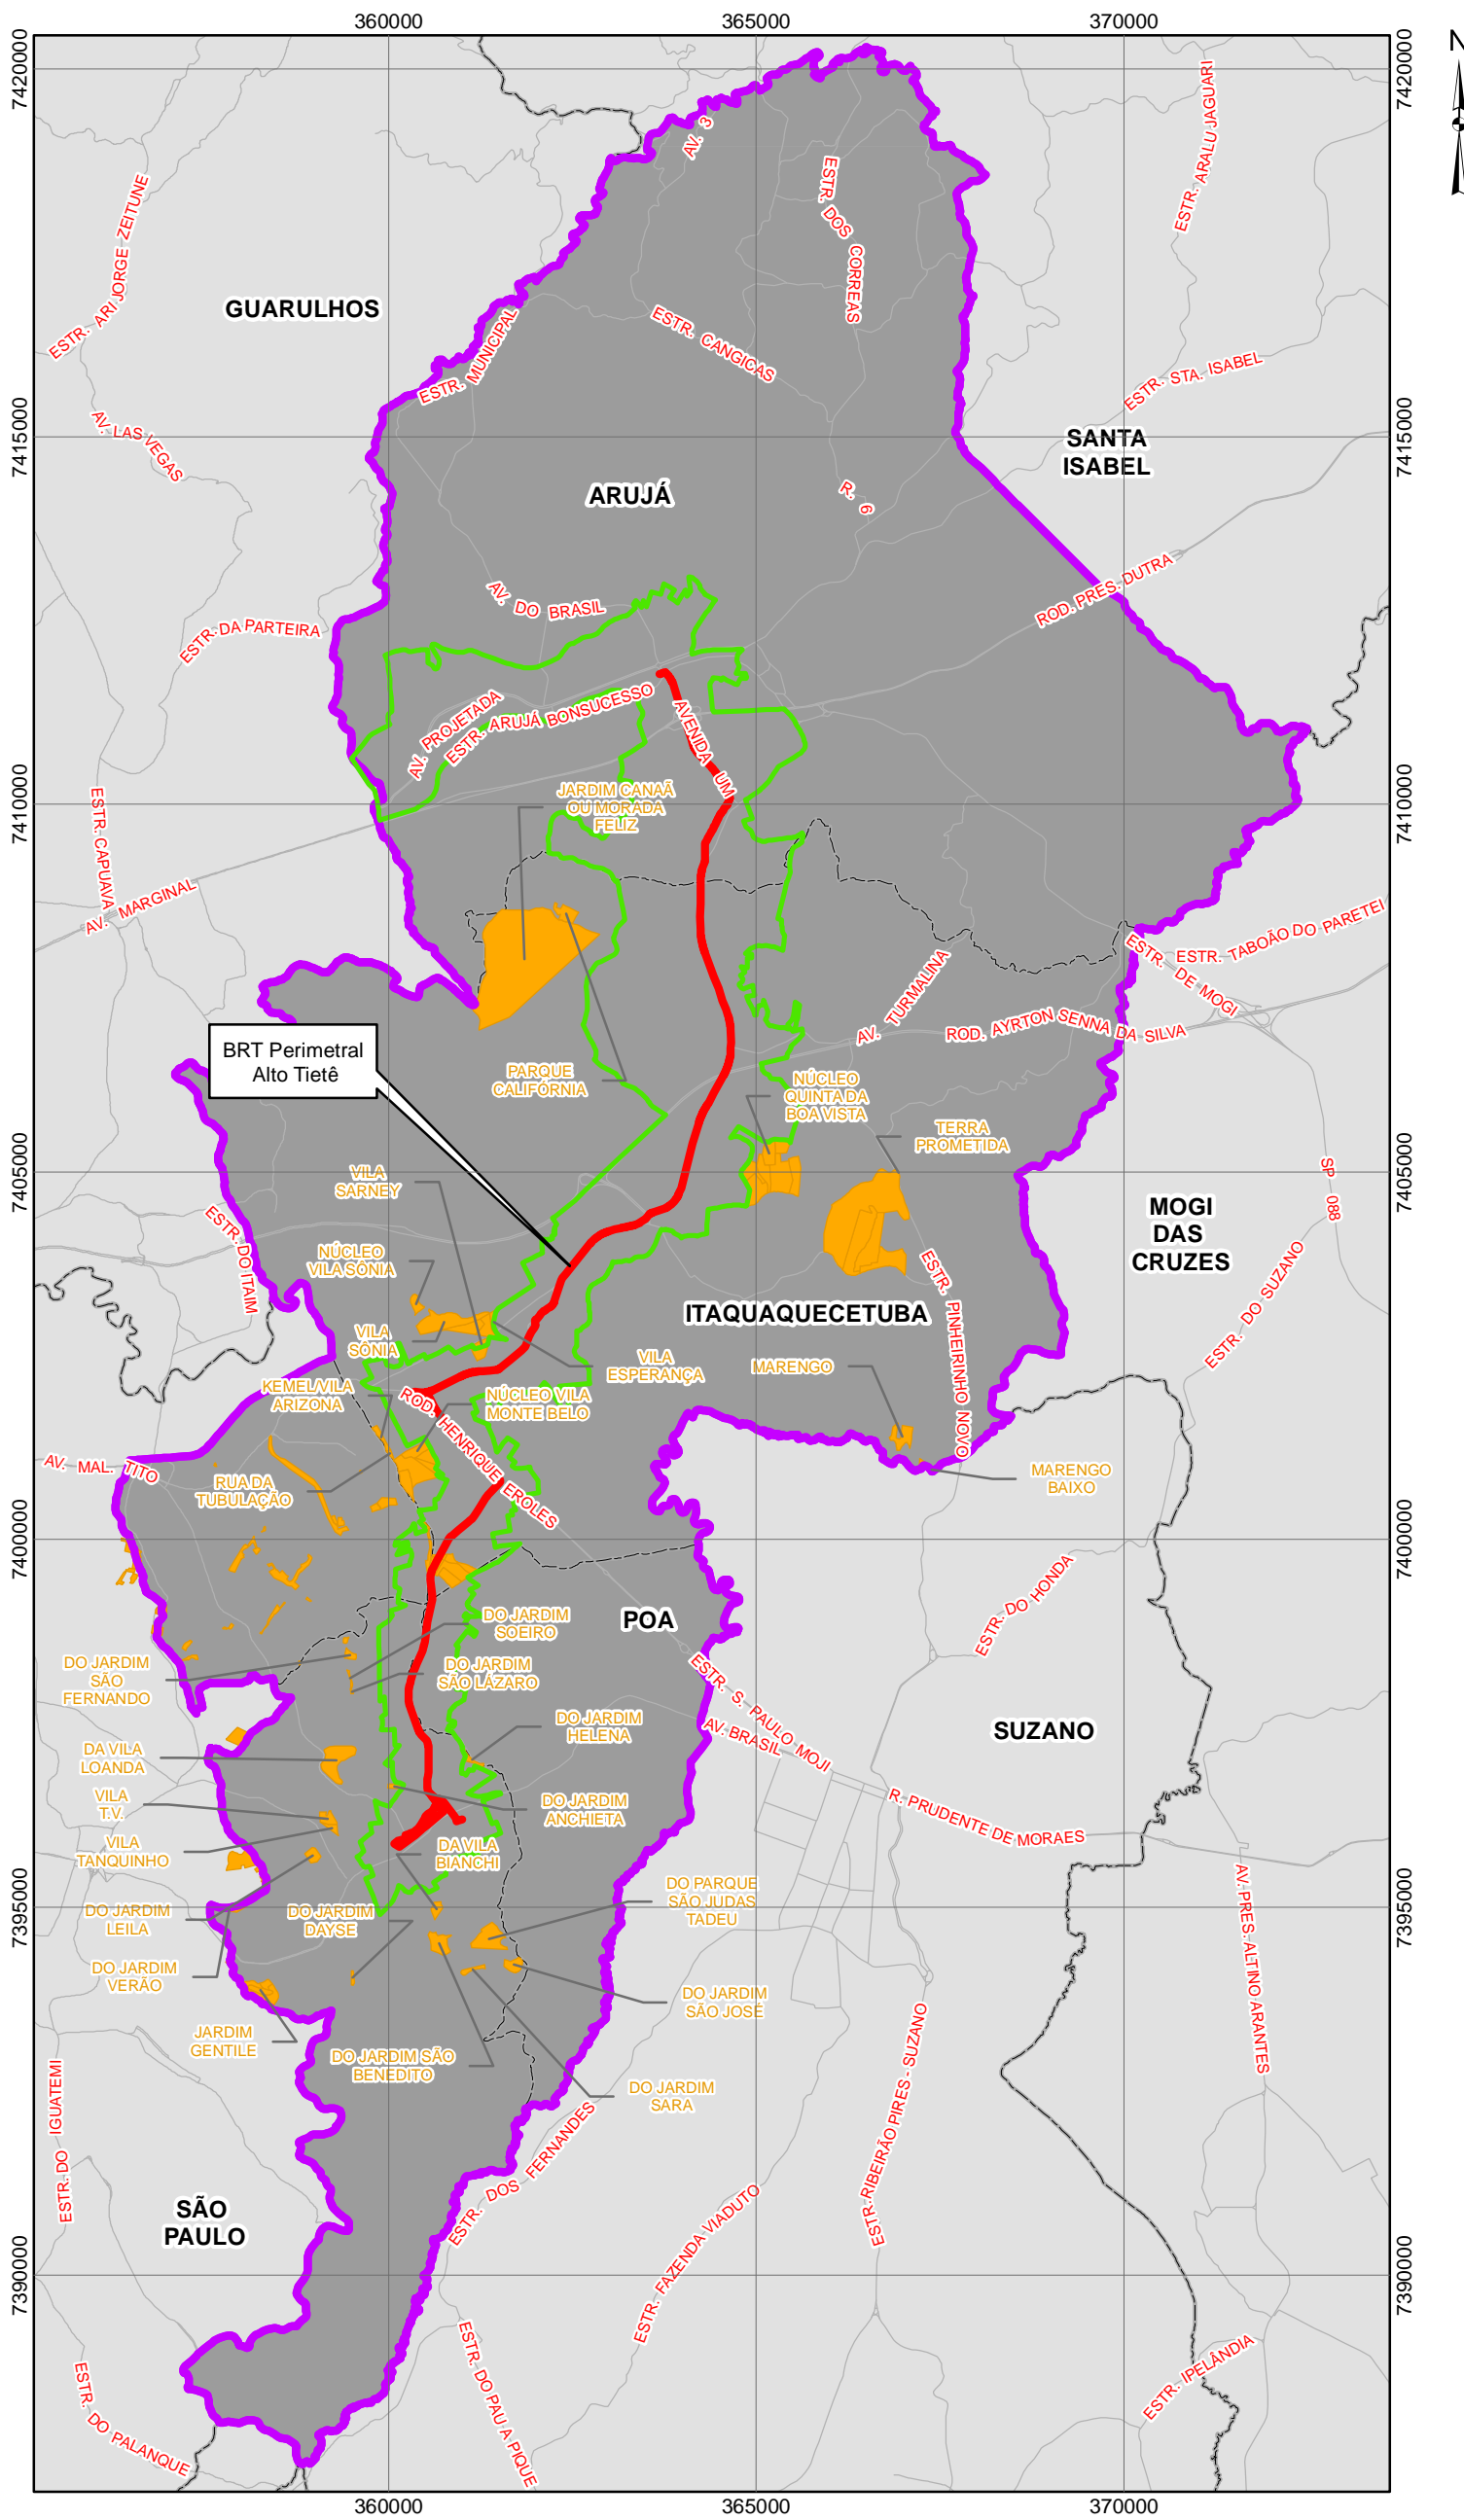 360000
365000
370000
N
7420000
7420000
AV. 3
ESTR. DOS CORREAS
ESTR. ARALU JAGUARI
ESTR. ARI JORGE ZEITUNE
GUARULHOS
ESTR. MUNICIPAL
ESTR. CANGICAS
ESTR. STA. ISABEL
AV. LAS VEGAS
7415000
7415000
SANTA
ISABEL
ARUJÁ
R. 6
AV. DO BRASIL
ROD. PRES. DUTRA
ESTR. DA PARTEIRA
AV. PROJETADA
ESTR. ARUJÁ BONSUCESSO
AVENIDA UM
7410000
7410000
JARDIM CANAÃ
OU MORADA
FELIZ
ESTR. CAPUAVA
AV. MARGINAL
ESTR. TABOÃO DO PARETEI
ESTR. DE MOGI
AV. TURMALINA
ROD. AYRTON SENNA DA SILVA
BRT Perimetral
Alto Tietê
PARQUE
CALIFÓRNIA
NÚCLEO
QUINTA DA
BOA VISTA
TERRA
PROMETIDA
7405000
7405000
VILA
SARNEY
SP 088
MOGI
DAS
CRUZES
ESTR. DO ITAIM
NÚCLEO
VILA SÔNIA
ESTR. PINHEIRINHO NOVO
ESTR. DO SUZANO
ITAQUAQUECETUBA
VILA
SÔNIA
VILA
ESPERANÇA
MARENGO
KEMEL/VILA
ARIZONA
NÚCLEO VILA
MONTE BELO
ROD. HENRIQUE EROLES
AV. MAL. TITO
RUA DA
TUBULAÇÃO
MARENGO
BAIXO
7400000
7400000
ESTR. DO HONDA
POA
DO JARDIM
SOEIRO
DO JARDIM
SÃO
FERNANDO
DO JARDIM
SÃO LÁZARO
ESTR. S. PAULO MOJI
AV. BRASIL
SUZANO
DO JARDIM
HELENA
DA VILA
LOANDA
VILA
T.V.
DO JARDIM
ANCHIETA
R. PRUDENTE DE MORAES
VILA
TANQUINHO
DA VILA
BIANCHI
AV. PRES. ALTINO ARANTES
DO PARQUE
SÃO JUDAS
TADEU
7395000
7395000
DO JARDIM
LEILA
DO JARDIM
DAYSE
DO JARDIM
VERÃO
DO JARDIM
SÃO JOSÉ
JARDIM
GENTILE
DO JARDIM SÃO
BENEDITO
DO JARDIM
SARA
ESTR. DO IGUATEMI
ESTR. RIBEIRÃO PIRES - SUZANO
ESTR. DOS FERNANDES
SÃO
PAULO
ESTR. FAZENDA VIADUTO
7390000
7390000
ESTR. DO PAU A PIQUE
ESTR. IPELÂNDIA
ESTR. DO PALANQUE
360000
365000
370000